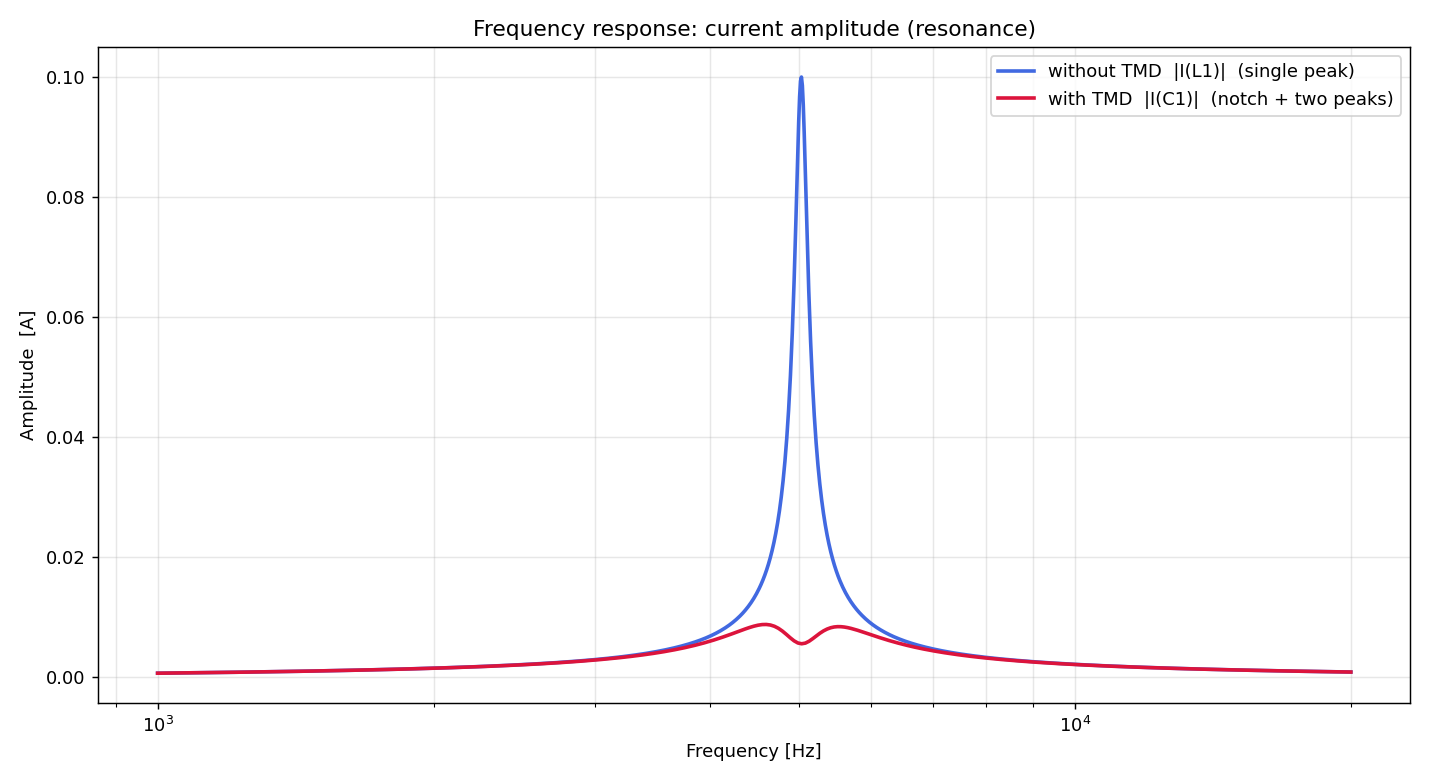 Frequency response: current amplitude (resonance)
without TMD  |I(L1)|  (single peak)
with TMD  |I(C1)|  (notch + two peaks)
Amplitude  [A]
0.10
0.08
0.06
0.04
0.02
0.00
10³
10⁴
Frequency [Hz]